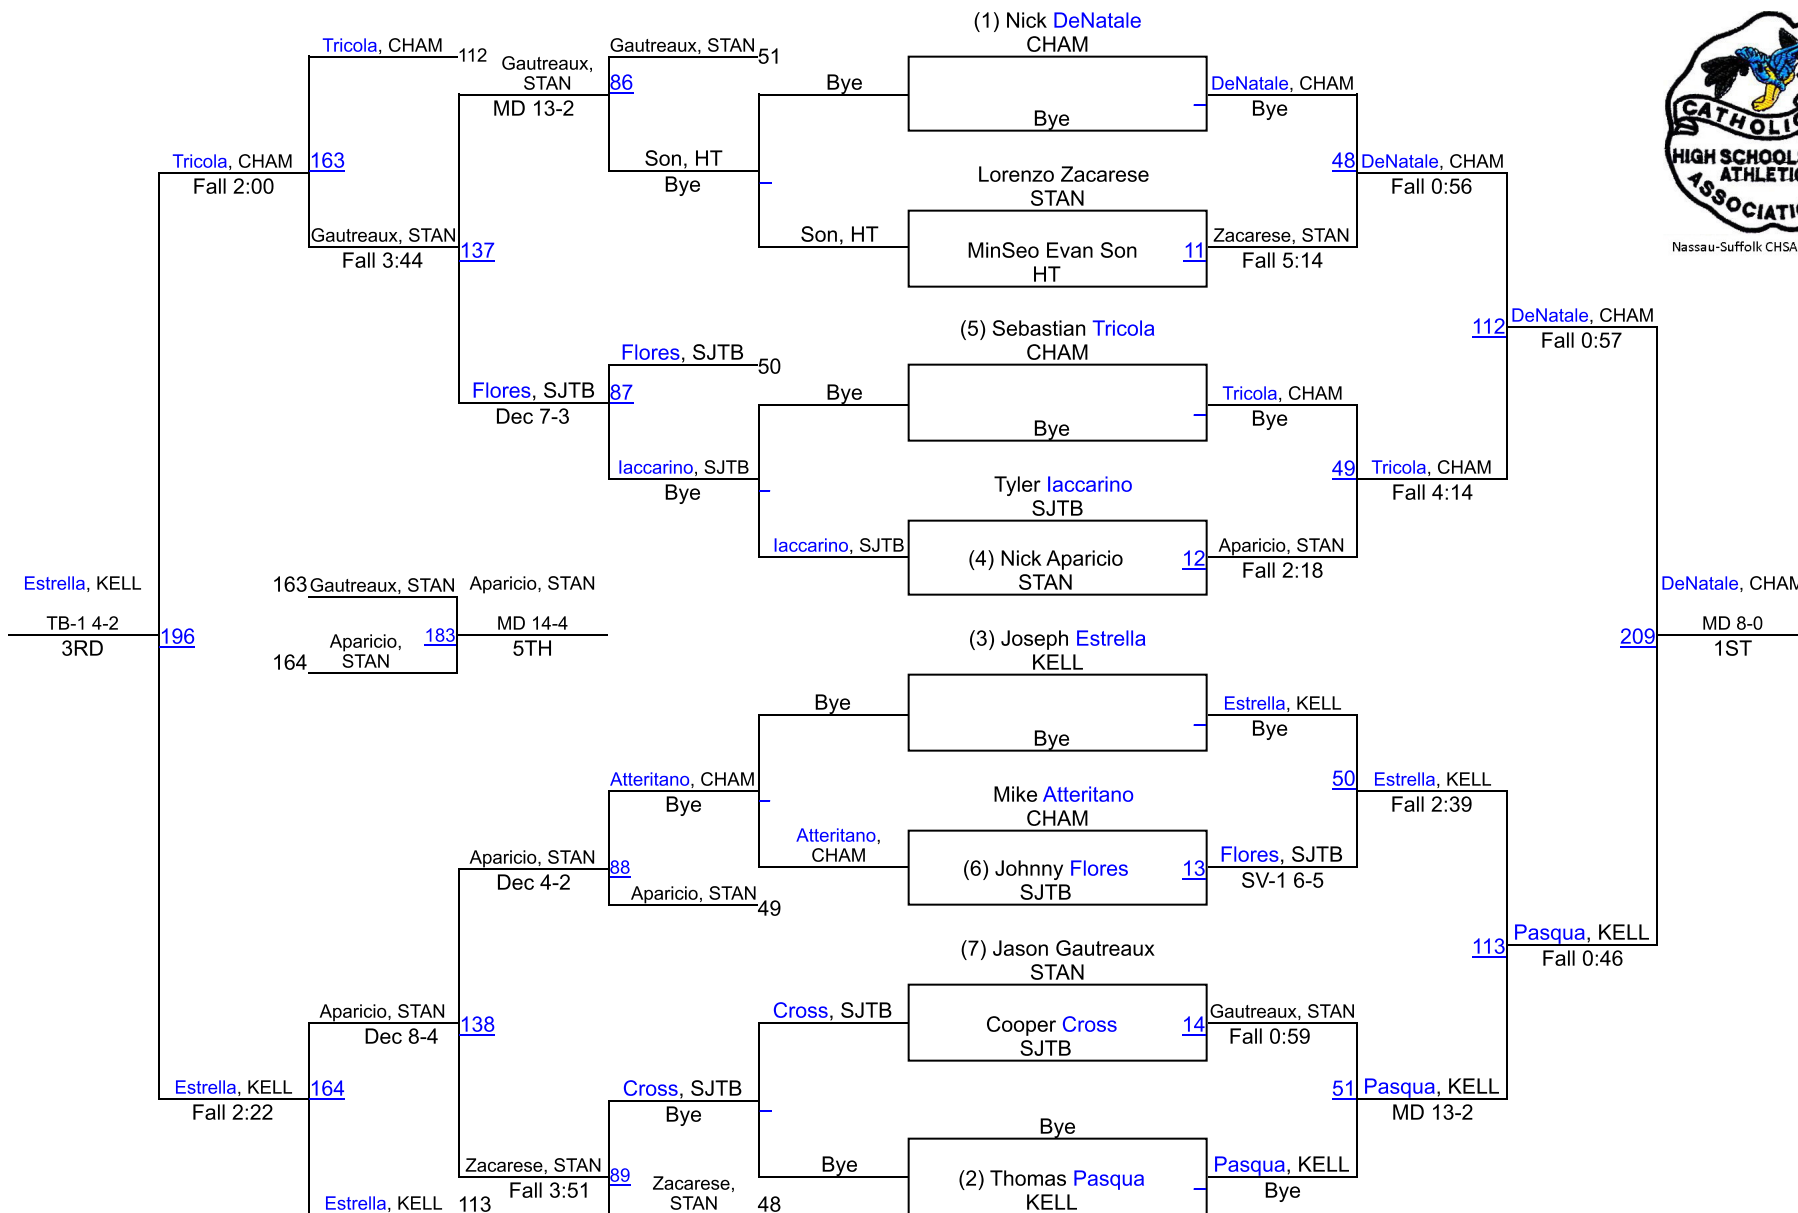 (1) Nick DeNatale
CHAM
Tricola, CHAM
112
Gautreaux,
STAN
MD 13-2
Gautreaux, STAN
51
86
Bye
Bye
DeNatale, CHAM
Bye
CATHOLIC
HIGH SCHOOLS
ATHLETIC
ASSOCIATI
Nassau-Suffolk CHSA
Tricola, CHAM
Fall 2:00
163
Son, HT
Bye
Lorenzo Zacarese
STAN
48
DeNatale, CHAM
Fall 0:56
Gautreaux, STAN
Fall 3:44
137
Son, HT
MinSeo Evan Son
HT
11
Zacarese, STAN
Fall 5:14
(5) Sebastian Tricola
CHAM
112
DeNatale, CHAM
Fall 0:57
Flores, SJTB
50
Flores, SJTB
Dec 7-3
87
Bye
Bye
Tricola, CHAM
Bye
Iaccarino, SJTB
Bye
Tyler Iaccarino
SJTB
49
Tricola, CHAM
Fall 4:14
Iaccarino, SJTB
(4) Nick Aparicio
STAN
12
Aparicio, STAN
Fall 2:18
Estrella, KELL
TB-1 4-2
3RD
196
163
Gautreaux, STAN
Aparicio,
STAN
164
183
Aparicio, STAN
MD 14-4
5TH
DeNatale, CHAM
MD 8-0
1ST
209
(3) Joseph Estrella
KELL
Bye
Bye
Estrella, KELL
Bye
Atteritano, CHAM
Bye
Mike Atteritano
CHAM
50
Estrella, KELL
Fall 2:39
Atteritano,
CHAM
Aparicio, STAN
Dec 4-2
88
(6) Johnny Flores
SJTB
13
Flores, SJTB
SV-1 6-5
Aparicio, STAN
49
(7) Jason Gautreaux
STAN
113
Pasqua, KELL
Fall 0:46
Aparicio, STAN
Dec 8-4
138
Cross, SJTB
Cooper Cross
SJTB
14
Gautreaux, STAN
Fall 0:59
Estrella, KELL
Fall 2:22
164
Cross, SJTB
Bye
51
Pasqua, KELL
MD 13-2
Bye
Zacarese, STAN
Fall 3:51
89
Bye
(2) Thomas Pasqua
KELL
Pasqua, KELL
Bye
Zacarese,
STAN
48
Estrella, KELL
113